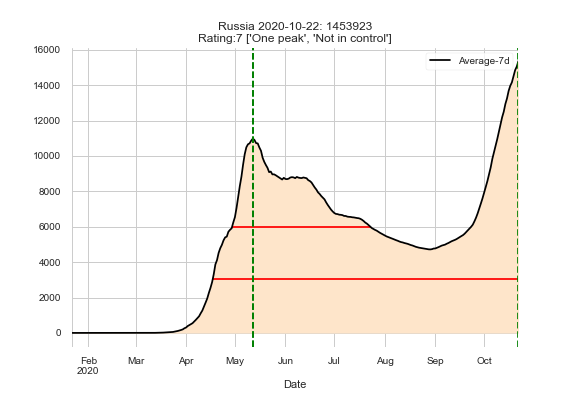 Russia 2020-10-22: 1453923
Rating:7 ['One peak', 'Not in control']
16000
14000
12000
10000
8000
6000
4000
2000
0
Average-7d
Feb Mar Apr May Jun Jul Aug Sep Oct
2020
Date